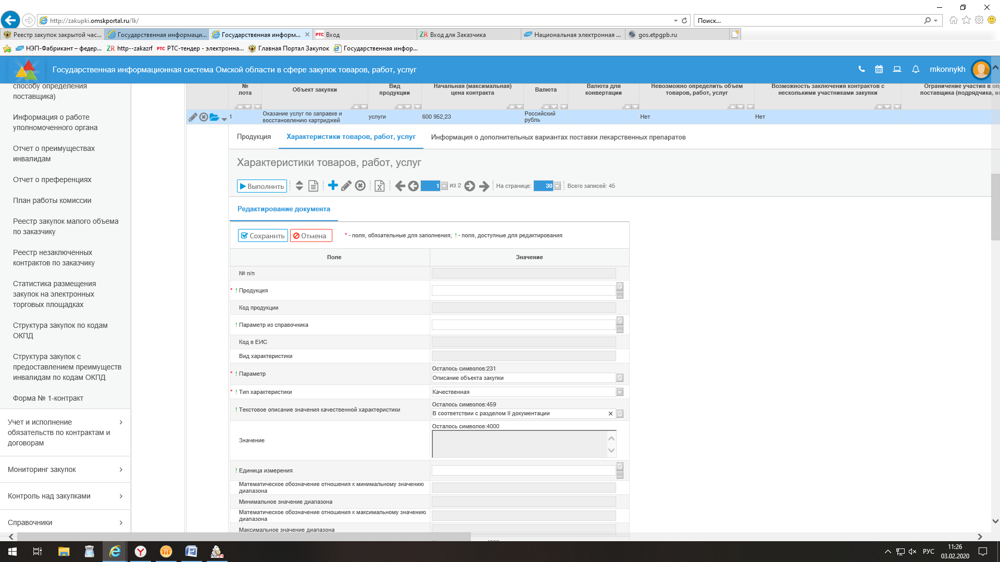 http://zakupki.omskportal.ru/lk/
Поиск...
Реестр закупок закрытой час...
Государственная информаци...
Государственная информ...
РТС Вход
ZR Вход для Заказчика
Национальная электронная ...
gos.etpgpb.ru
НЭП-Фабрикант – федер...
ZR http--zakazrf
РТС РТС-тендер - электронна...
Главная Портал Закупок
Государственная инфор...
Государственная информационная система Омской области в сфере закупок товаров, работ, услуг
mkonnykh
способу определения
поставщика)
Информация о работе
уполномоченного органа
Отчет о преимуществах
инвалидам
Отчет о преференциях
План работы комиссии
Реестр закупок малого объема
по заказчику
Реестр незаключенных
контрактов по заказчику
Статистика размещения
закупок на электронных
торговых площадках
Структура закупок по кодам
ОКПД
Структура закупок с
предоставлением преимуществ
инвалидам по кодам ОКПД
Форма № 1-контракт
Учет и исполнение
обязательств по контрактам и
договорам
Мониторинг закупок
Контроль над закупками
Справочники
№
лота
Объект закупки
Вид
продукции
Начальная (максимальная)
цена контракта
Валюта
Валюта для
конвертации
Невозможно определить объем
товаров, работ, услуг
Возможность заключения контрактов с
несколькими участниками закупки
Ограничение участия в оп
поставщика (подрядчика, ис
1
Оказание услуг по заправке и
восстановлению картриджей
услуги
600 952,23
Российский
рубль
Нет
Нет
Продукция
Характеристики товаров, работ, услуг
Информация о дополнительных вариантах поставки лекарственных препаратов
Характеристики товаров, работ, услуг
Выполнить
1 из 2
На странице: 30
Всего записей: 45
Редактирование документа
Сохранить
Отмена
* - поля, обязательные для заполнения; ! - поля, доступные для редактирования
Поле
Значение
№ п/п
* ! Продукция
Код продукции
! Параметр из справочника
Код в ЕИС
Вид характеристики
* ! Параметр
Осталось символов:231
Описание объекта закупки
* ! Тип характеристики
Качественная
! Текстовое описание значения качественной характеристики
Осталось символов:459
В соответствии с разделом II документации
Значение
Осталось символов:4000
! Единица измерения
Математическое обозначение отношения к минимальному значению
диапазона
Минимальное значение диапазона
Математическое обозначение отношения к максимальному значению
диапазона
Максимальное значение диапазона
РУС
11:26
03.02.2020